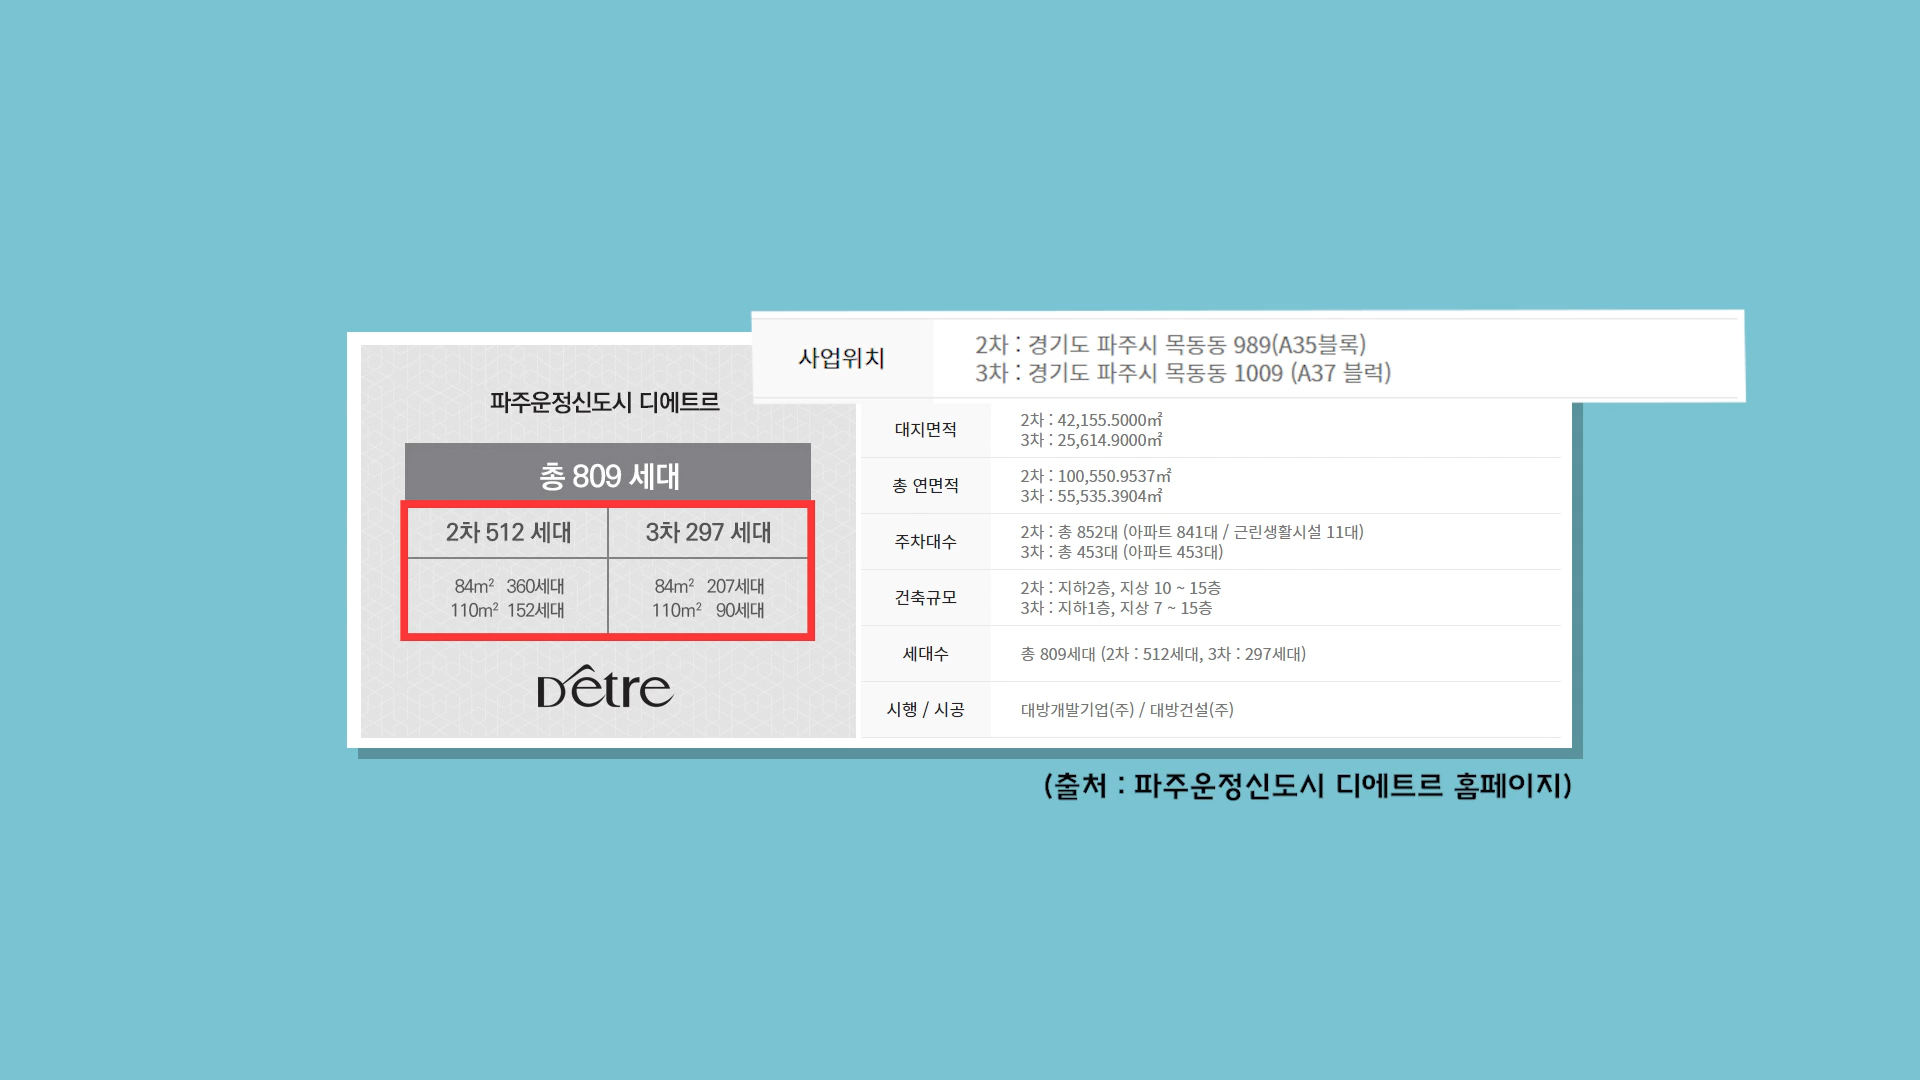 사업위치
2차 : 경기도 파주시 목동동 989(A35블록)
3차 : 경기도 파주시 목동동 1009 (A37 블럭)
파주운정신도시 디에트르
총 809 세대
2차 512 세대
3차 297 세대
84m² 360세대
110m² 152세대
84m² 207세대
110m² 90세대
Dêtre
대지면적
2차 : 42,155.5000㎡
3차 : 25,614.9000㎡
총 연면적
2차 : 100,550.9537㎡
3차 : 55,535.3904㎡
주차대수
2차 : 총 852대 (아파트 841대 / 근린생활시설 11대)
3차 : 총 453대 (아파트 453대)
건축규모
2차 : 지하2층, 지상 10 ~ 15층
3차 : 지하1층, 지상 7 ~ 15층
세대수
총 809세대 (2차 : 512세대, 3차 : 297세대)
시행 / 시공
대방개발기업(주) / 대방건설(주)
(출처 : 파주운정신도시 디에트르 홈페이지)